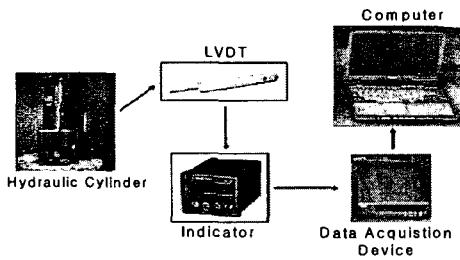 Computer
LVDT
Hydraulic Cylinder
Indicator
Data Acquistion
Device